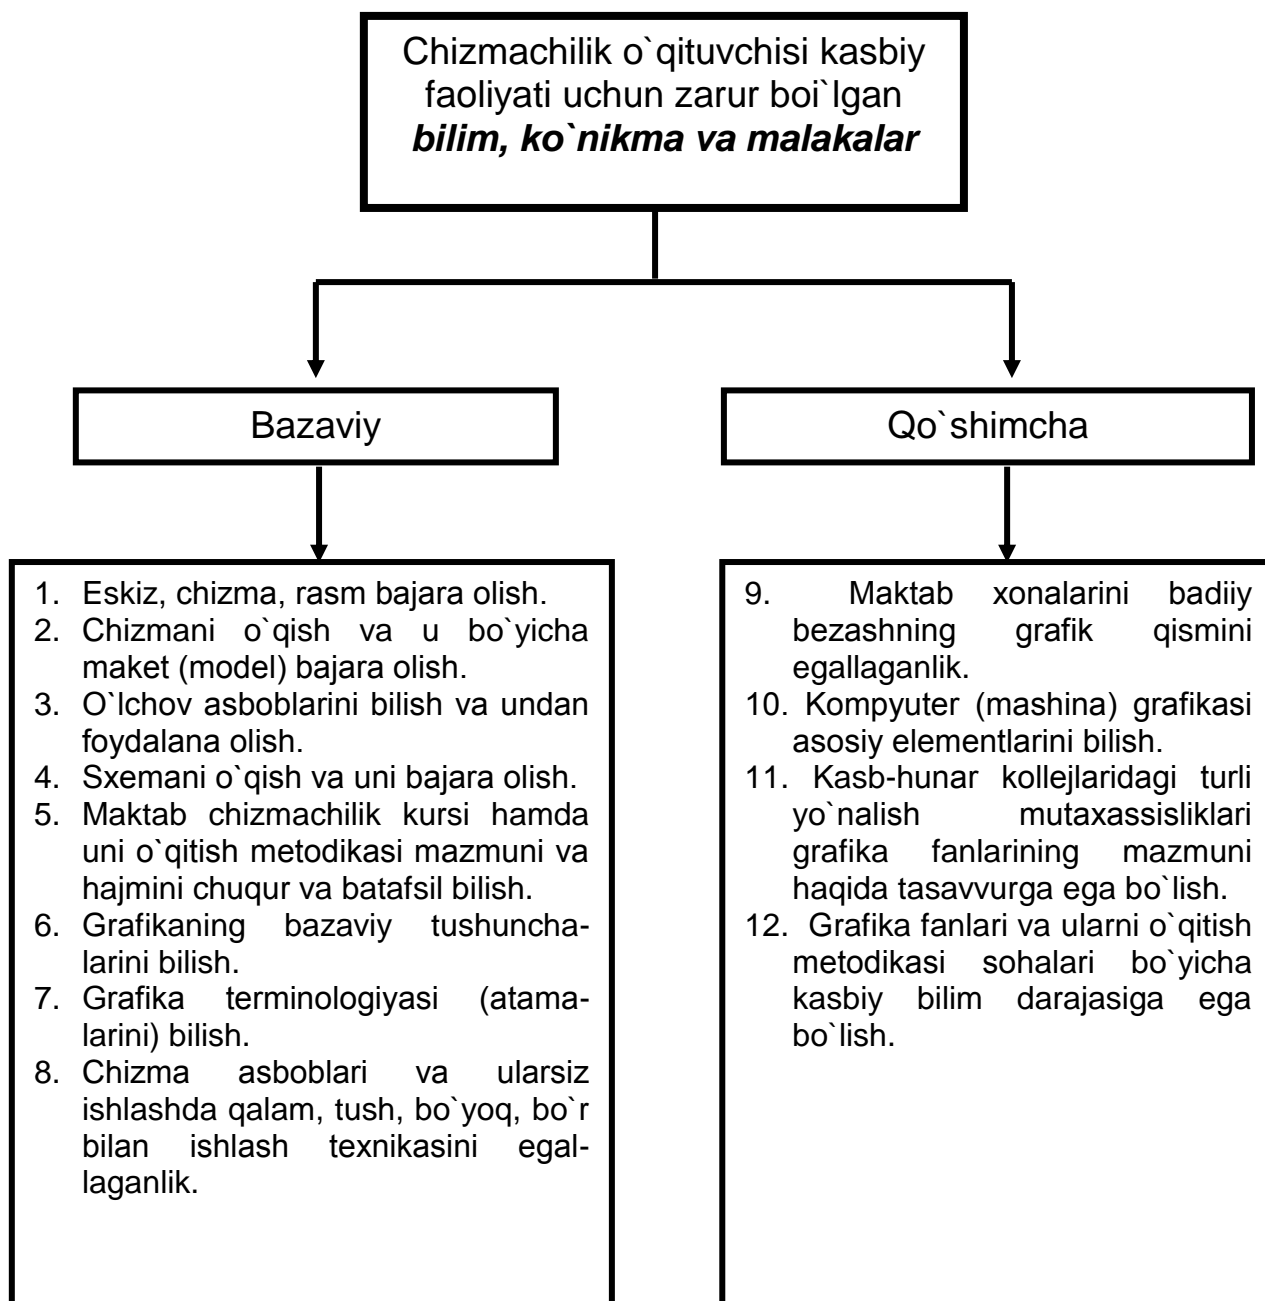 Chizmachilik o`qituvchisi kasbiy
faoliyati uchun zarur boi`lgan
bilim, ko`nikma va malakalar
Bazaviy
Qo`shimcha
1. Eskiz, chizma, rasm bajara olish.
2. Chizmani o`qish va u bo`yicha
maket (model) bajara olish.
3. O`lchov asboblarini bilish va undan
foydalana olish.
4. Sxemani o`qish va uni bajara olish.
5. Maktab chizmachilik kursi hamda
uni o`qitish metodikasi mazmuni va
hajmini chuqur va batafsil bilish.
6. Grafikaning bazaviy tushuncha-
larini bilish.
7. Grafika terminologiyasi (atama-
larini) bilish.
8. Chizma asboblari va ularsiz
ishlashda qalam, tush, bo`yoq, bo`r
bilan ishlash texnikasini egal-
laganlik.
9. Maktab xonalarini badiiy
bezashning grafik qismini
egallaganlik.
10. Kompyuter (mashina) grafikasi
asosiy elementlarini bilish.
11. Kasb-hunar kollejlaridagi turli
yo`nalish mutaxassisliklari
grafika fanlarining mazmuni
haqida tasavvurga ega bo`lish.
12. Grafika fanlari va ularni o`qitish
metodikasi sohalari bo`yicha
kasbiy bilim darajasiga ega
bo`lish.